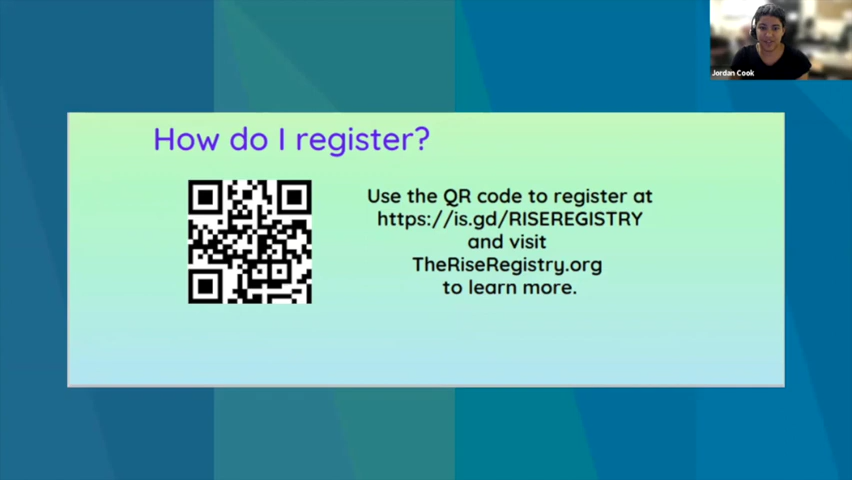 Jordan Cook
How do I register?
Use the QR code to register at
https://is.gd/RISEREGISTRY
and visit
TheRiseRegistry.org
to learn more.